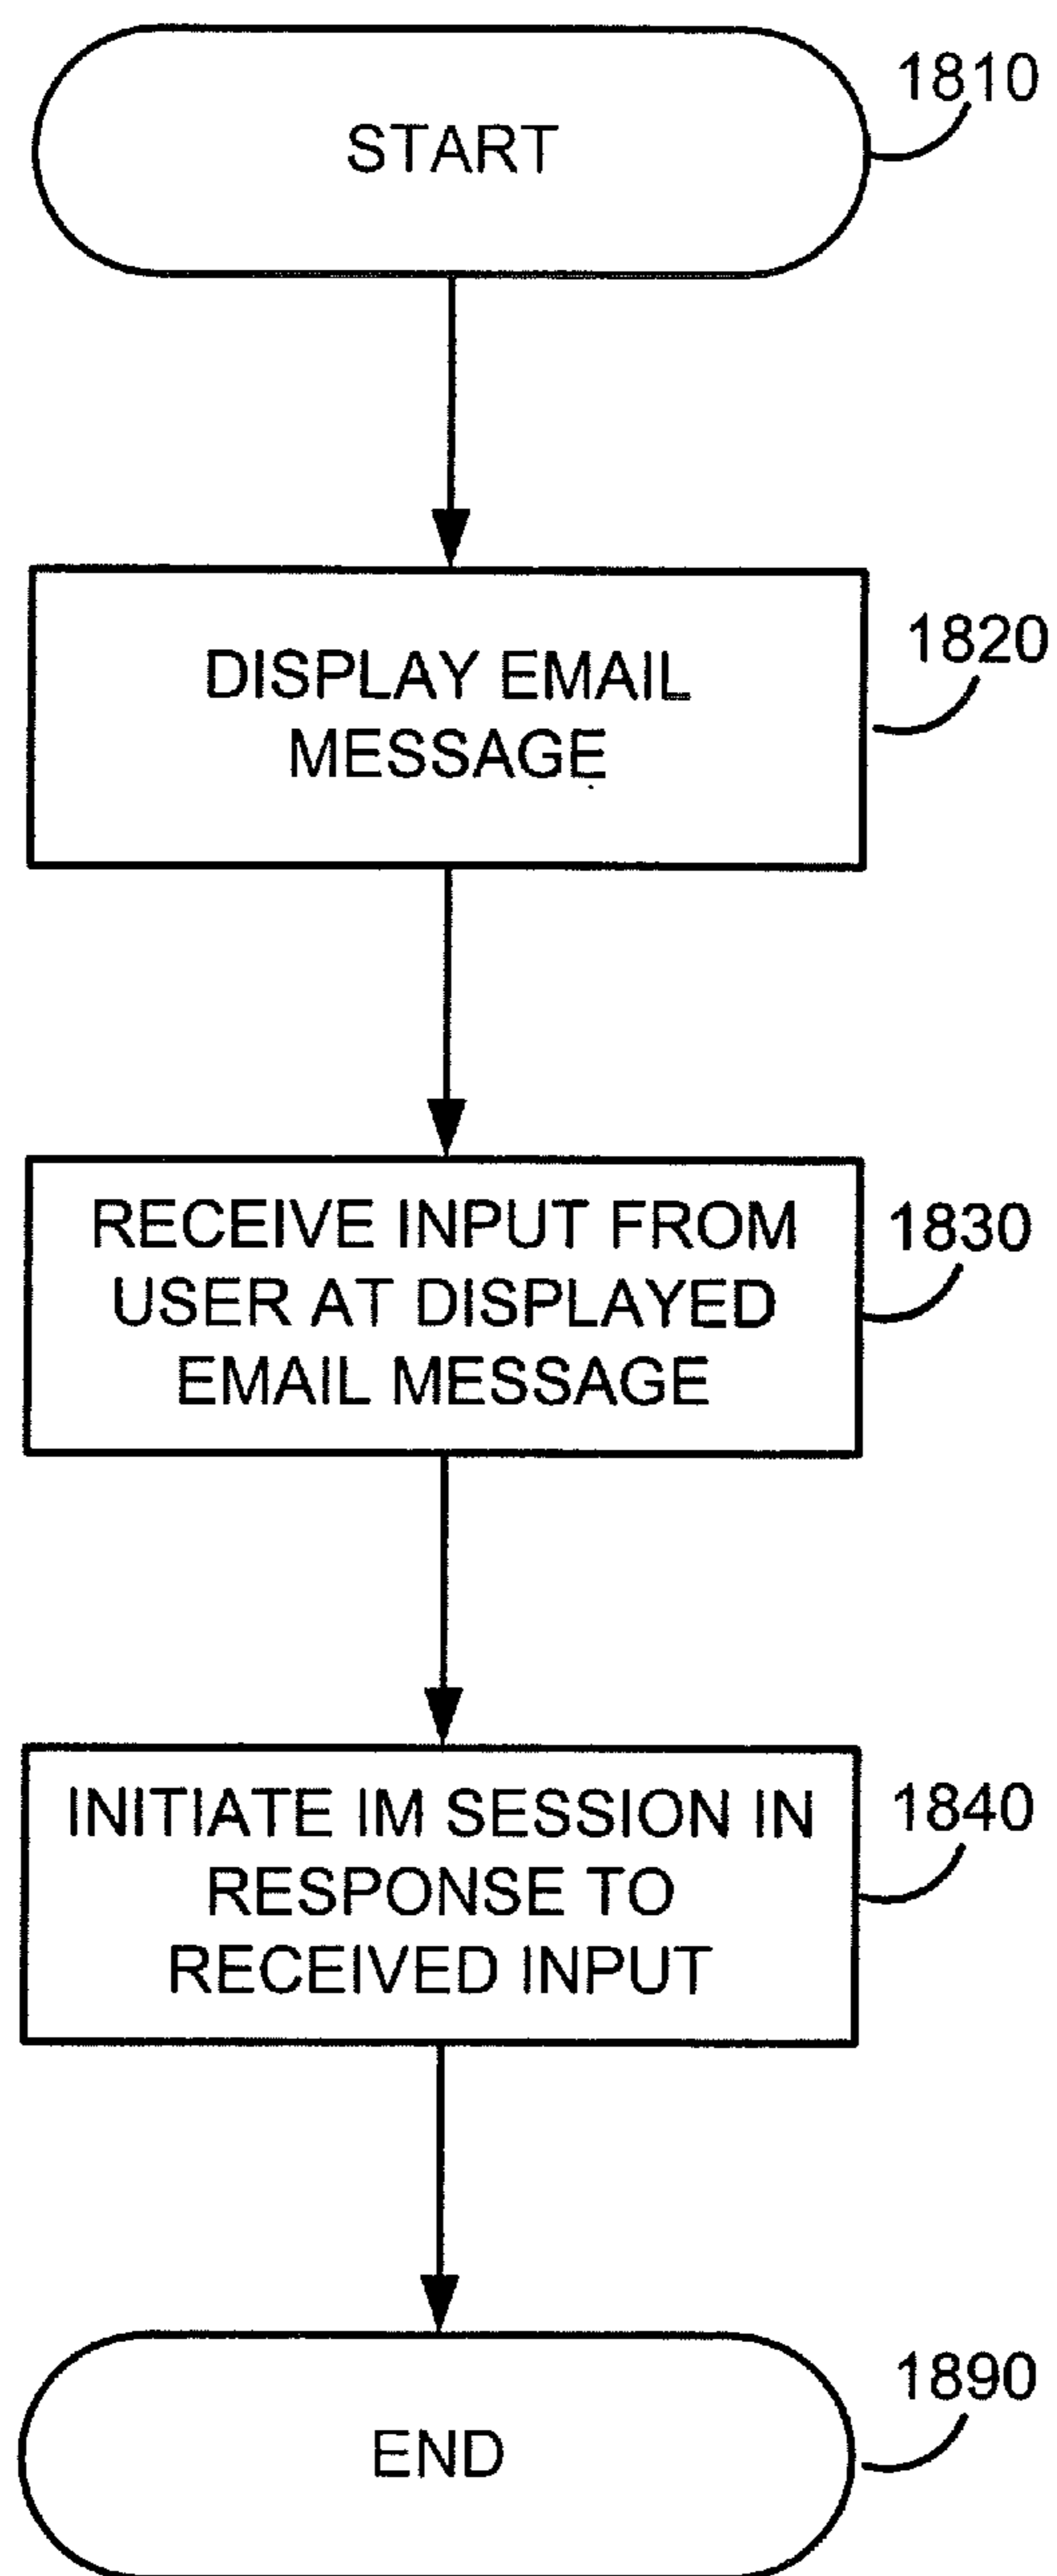 START
1810
DISPLAY EMAIL
MESSAGE
1820
RECEIVE INPUT FROM
USER AT DISPLAYED
EMAIL MESSAGE
1830
INITIATE IM SESSION IN
RESPONSE TO
RECEIVED INPUT
1840
END
1890